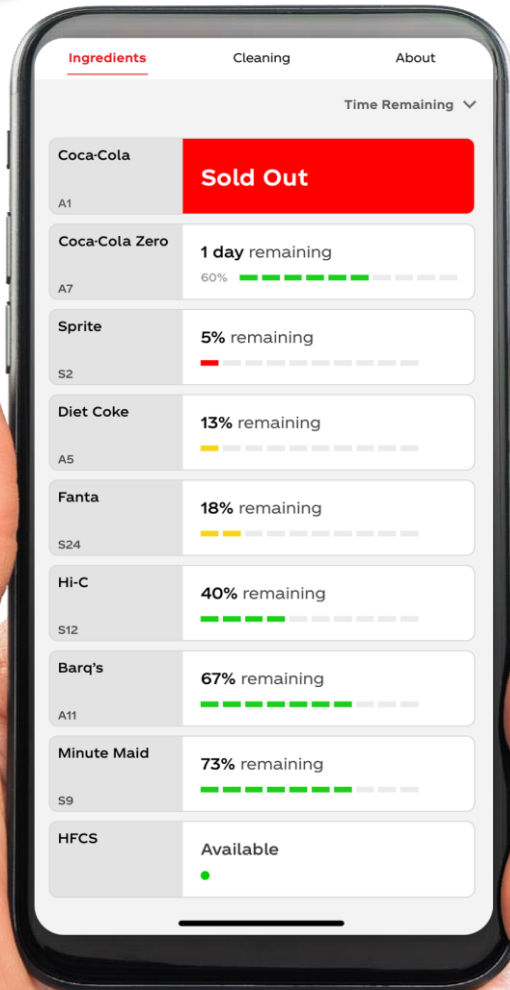 Ingredients Cleaning About
Time Remaining
Coca-Cola
Sold Out
A1
Coca-Cola Zero
1 day remaining
60%
A7
Sprite
5% remaining
S2
Diet Coke
13% remaining
A5
Fanta
18% remaining
S24
Hi-C
40% remaining
S12
Barq's
67% remaining
A11
Minute Maid
73% remaining
S9
HFCS
Available